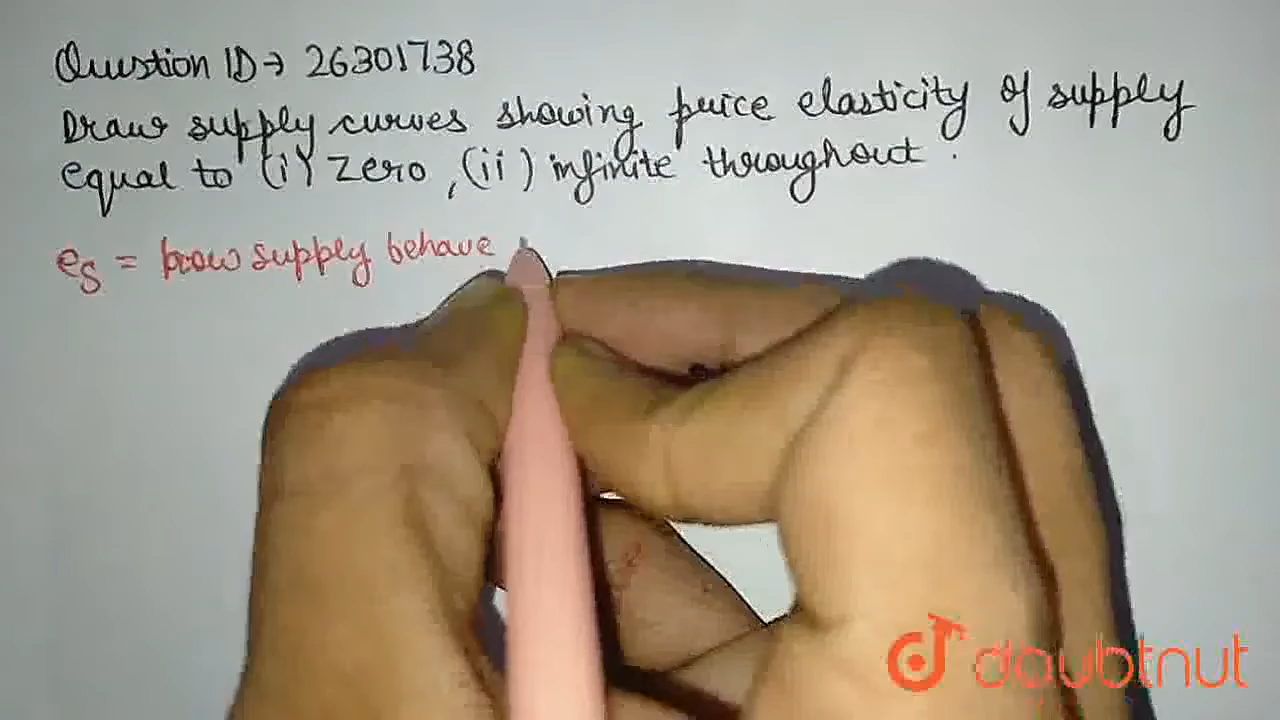 Question ID → 26301738
Draw supply curves showing price elasticity of supply
equal to (i) zero, (ii) infinite throughout.
es = how supply behave
doubtnut